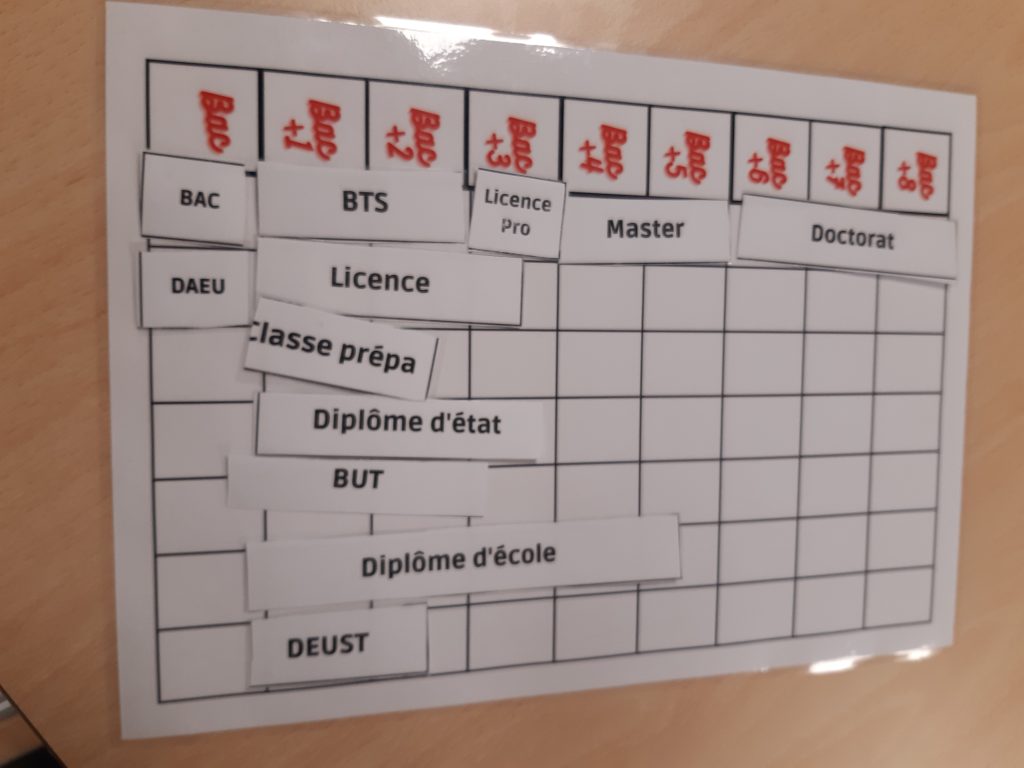 Bac
Bac +1
Bac +2
Bac +3
Bac +4
Bac +5
Bac +6
Bac +7
Bac +8
BAC
BTS
Licence
Pro
Master
Doctorat
DAEU
Licence
Classe prépa
Diplôme d'état
BUT
Diplôme d'école
DEUST